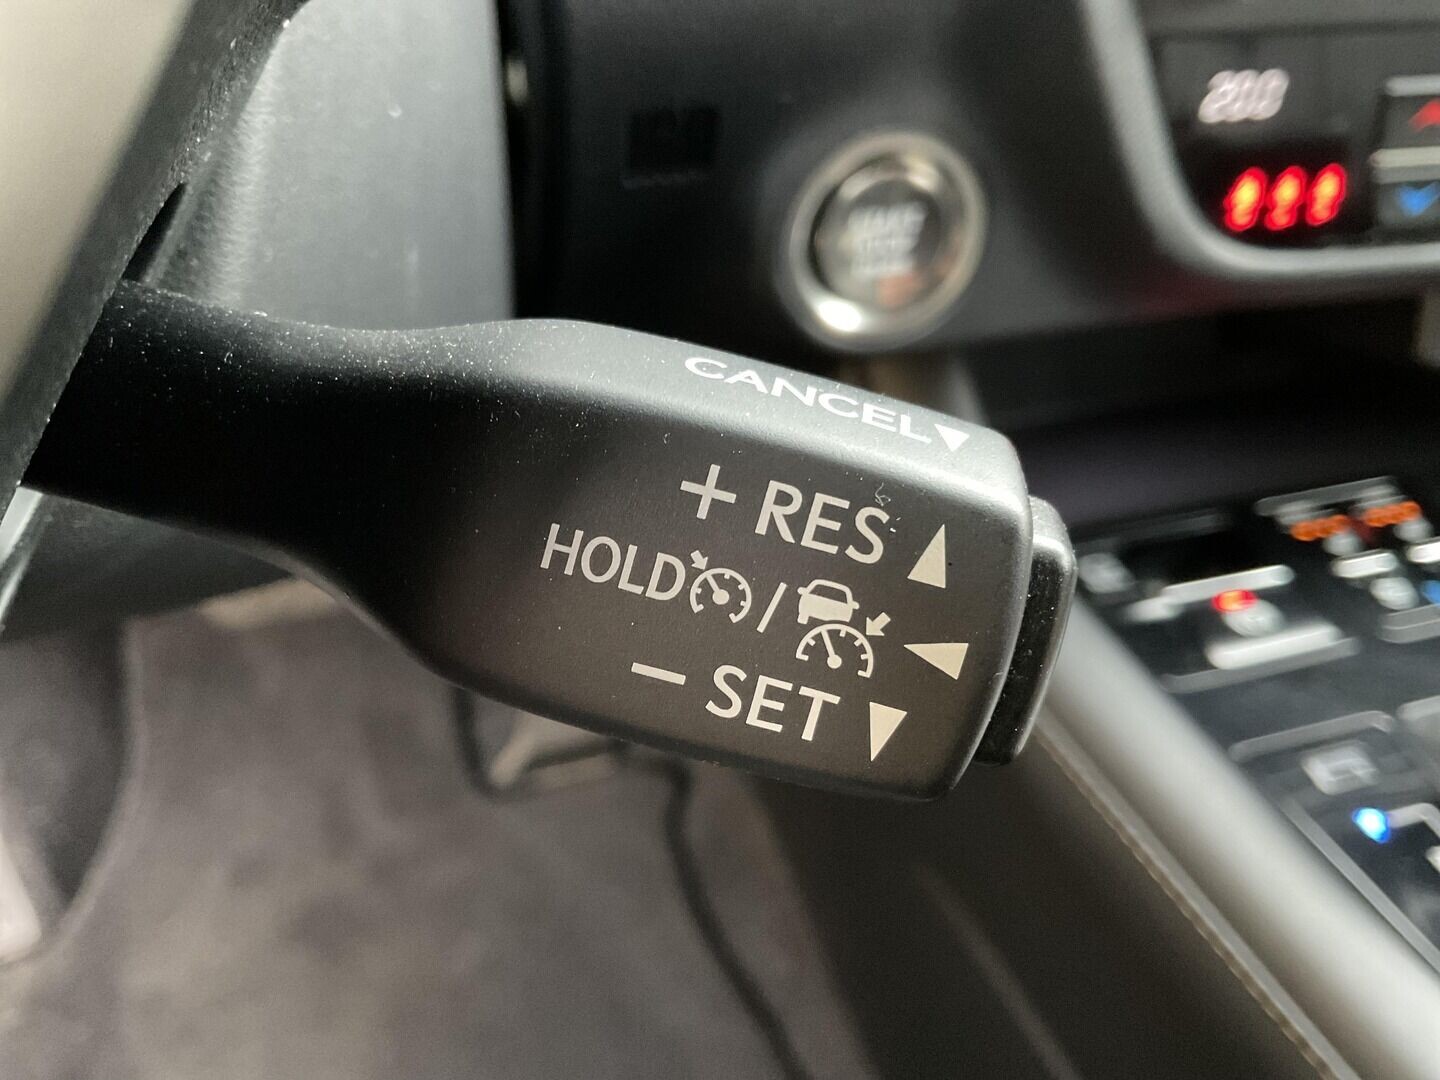 CANCEL
+ RES
HOLD /
− SET